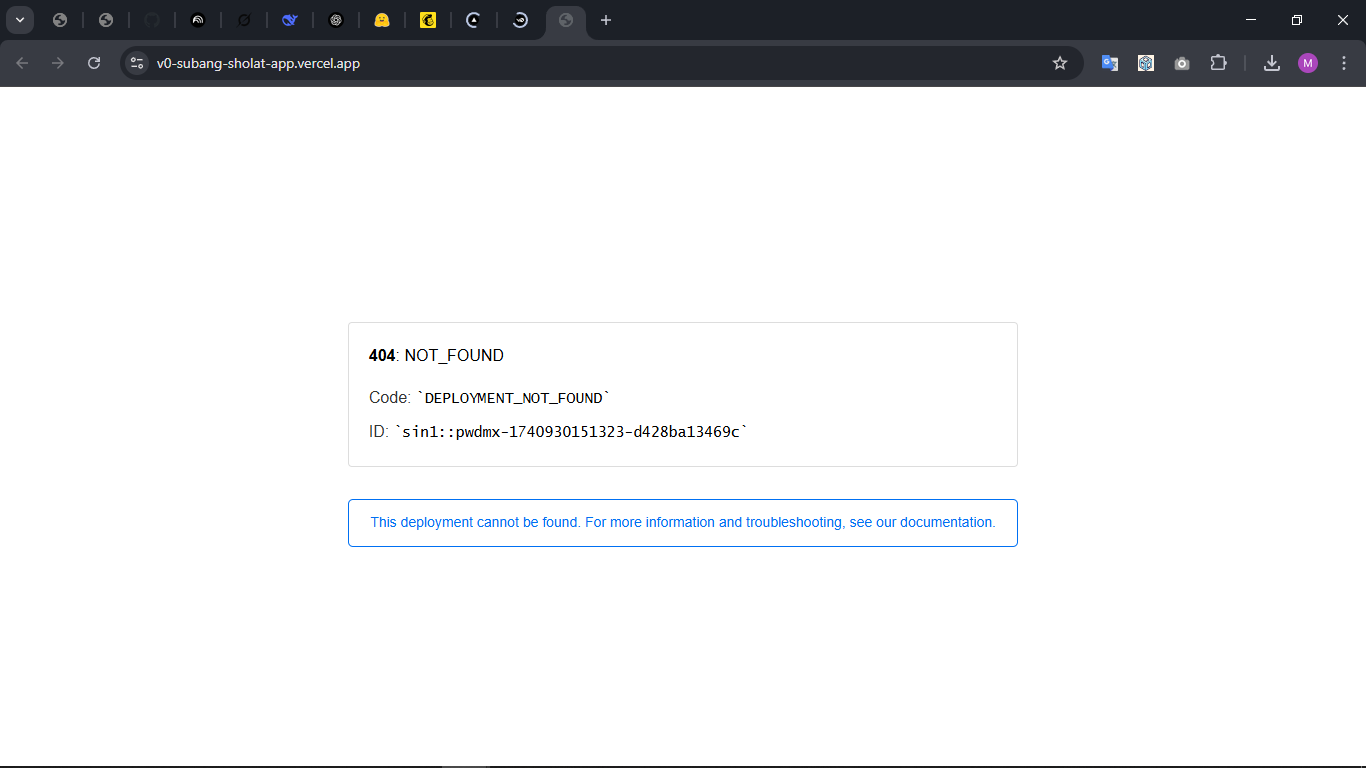 v0-subang-sholat-app.vercel.app
M
404: NOT_FOUND
Code: `DEPLOYMENT_NOT_FOUND`
ID: `sin1::pwdmx-1740930151323-d428ba13469c`
This deployment cannot be found. For more information and troubleshooting, see our documentation.